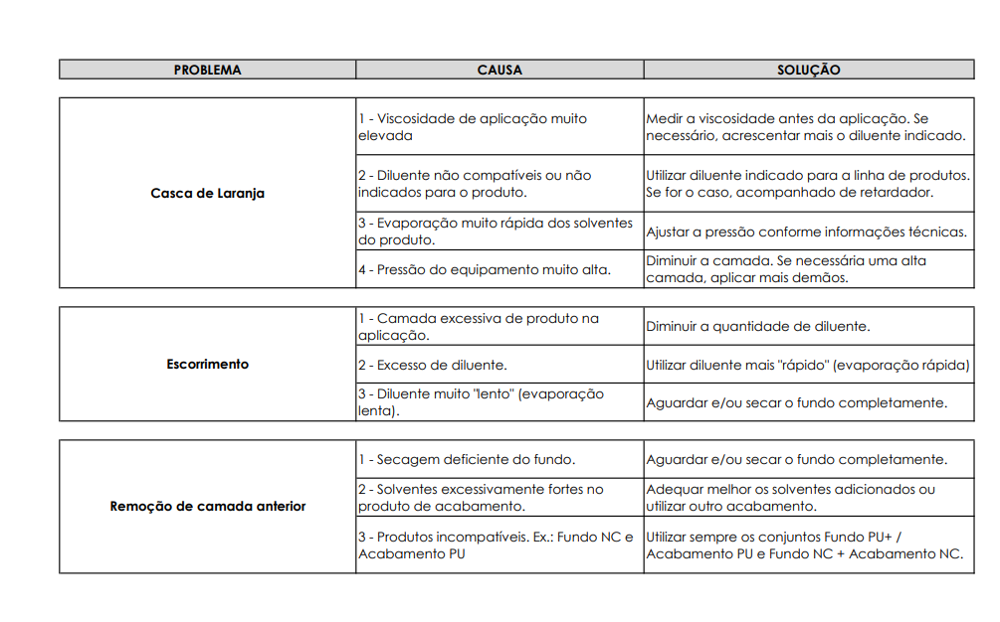 PROBLEMA CAUSA SOLUÇÃO
Casca de Laranja
1 - Viscosidade de aplicação muito
elevada
Medir a viscosidade antes da aplicação. Se
necessário, acrescentar mais o diluente indicado.
2 - Diluente não compatíveis ou não
indicados para o produto.
Utilizar diluente indicado para a linha de produtos.
Se for o caso, acompanhado de retardador.
3 - Evaporação muito rápida dos solventes
do produto.
Ajustar a pressão conforme informações técnicas.
4 - Pressão do equipamento muito alta.
Diminuir a camada. Se necessária uma alta
camada, aplicar mais demãos.
Escorrimento
1 - Camada excessiva de produto na
aplicação.
Diminuir a quantidade de diluente.
2 - Excesso de diluente.
Utilizar diluente mais "rápido" (evaporação rápida)
3 - Diluente muito "lento" (evaporação
lenta).
Aguardar e/ou secar o fundo completamente.
Remoção de camada anterior
1 - Secagem deficiente do fundo.
Aguardar e/ou secar o fundo completamente.
2 - Solventes excessivamente fortes no
produto de acabamento.
Adequar melhor os solventes adicionados ou
utilizar outro acabamento.
3 - Produtos incompatíveis. Ex.: Fundo NC e
Acabamento PU
Utilizar sempre os conjuntos Fundo PU+ /
Acabamento PU e Fundo NC + Acabamento NC.